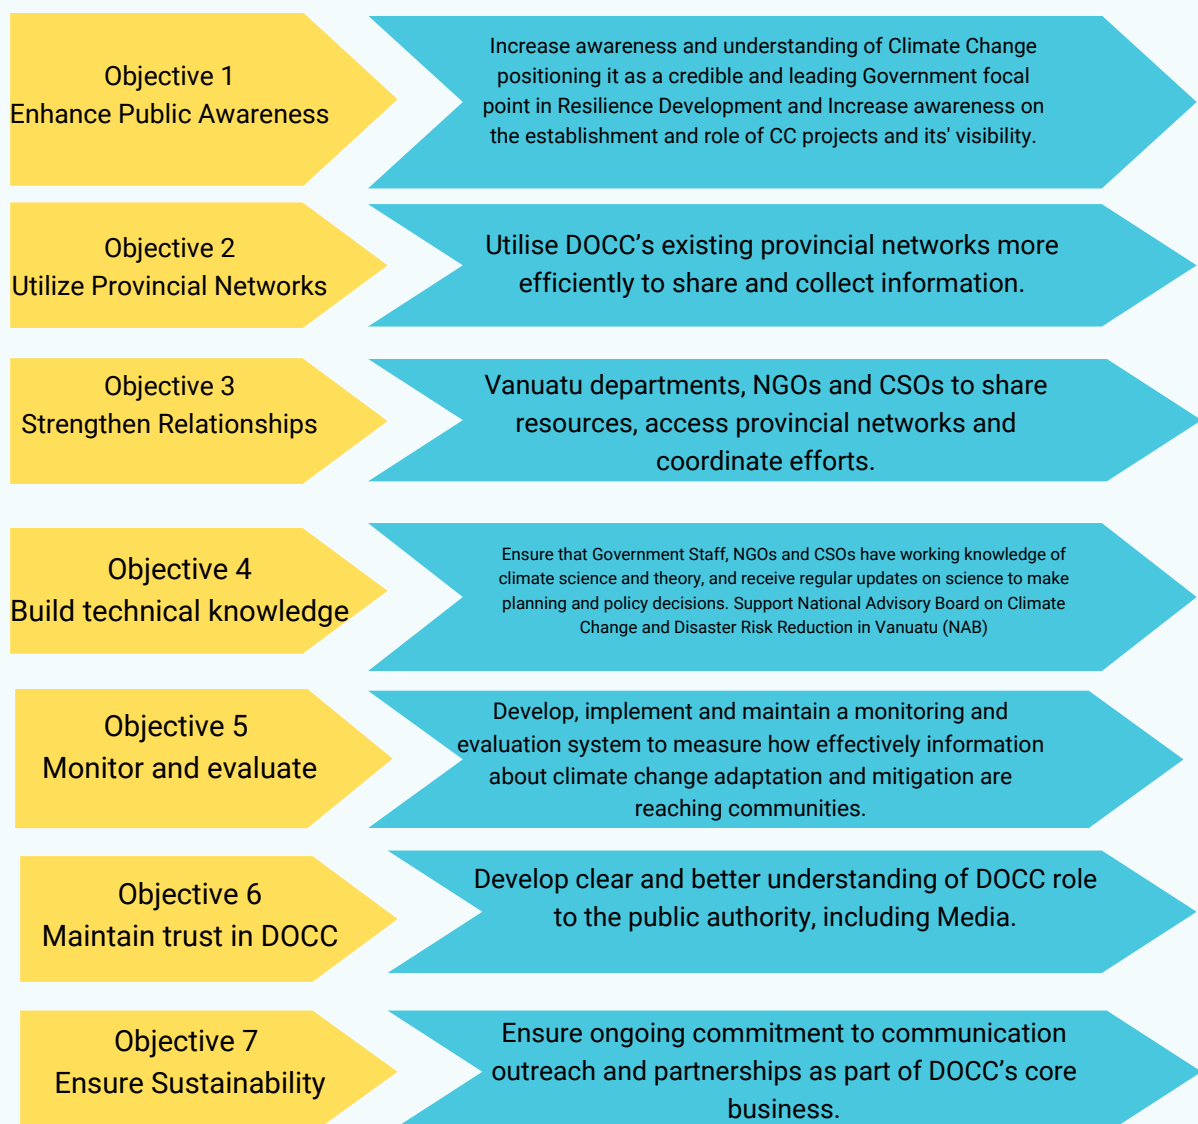 Objective 1
Enhance Public Awareness
Increase awareness and understanding of Climate Change
positioning it as a credible and leading Government focal
point in Resilience Development and Increase awareness on
the establishment and role of CC projects and its' visibility.
Objective 2
Utilize Provincial Networks
Utilise DOCC’s existing provincial networks more
efficiently to share and collect information.
Objective 3
Strengthen Relationships
Vanuatu departments, NGOs and CSOs to share
resources, access provincial networks and
coordinate efforts.
Objective 4
Build technical knowledge
Ensure that Government Staff, NGOs and CSOs have working knowledge of
climate science and theory, and receive regular updates on science to make
planning and policy decisions. Support National Advisory Board on Climate
Change and Disaster Risk Reduction in Vanuatu (NAB)
Objective 5
Monitor and evaluate
Develop, implement and maintain a monitoring and
evaluation system to measure how effectively information
about climate change adaptation and mitigation are
reaching communities.
Objective 6
Maintain trust in DOCC
Develop clear and better understanding of DOCC role
to the public authority, including Media.
Objective 7
Ensure Sustainability
Ensure ongoing commitment to communication
outreach and partnerships as part of DOCC’s core
business.